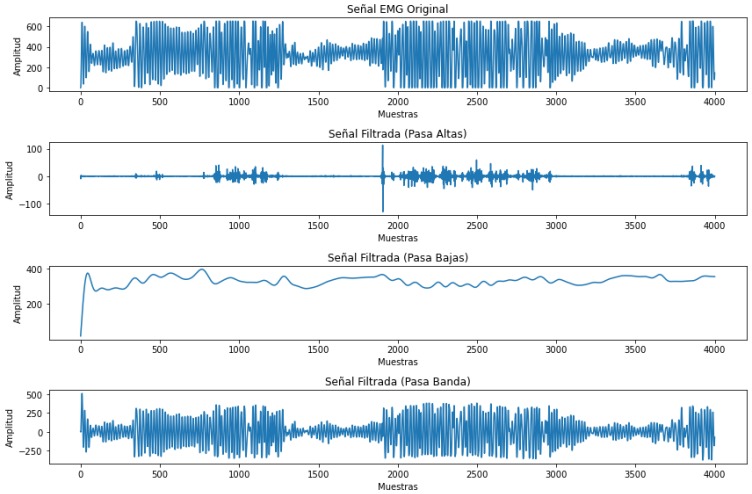 Señal EMG Original
Amplitud
600
400
200
0
0 500 1000 1500 2000 2500 3000 3500 4000
Muestras
Señal Filtrada (Pasa Altas)
Amplitud
100
0
−100
0 500 1000 1500 2000 2500 3000 3500 4000
Muestras
Señal Filtrada (Pasa Bajas)
Amplitud
400
200
0 500 1000 1500 2000 2500 3000 3500 4000
Muestras
Señal Filtrada (Pasa Banda)
Amplitud
500
250
0
−250
0 500 1000 1500 2000 2500 3000 3500 4000
Muestras